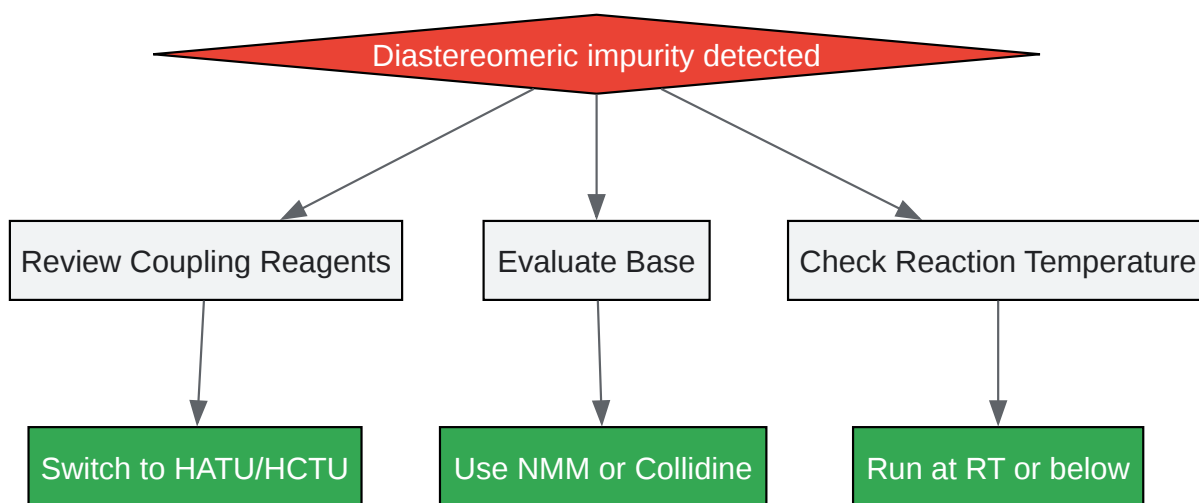 Diastereomeric impurity detected
Review Coupling Reagents
Evaluate Base
Check Reaction Temperature
Switch to HATU/HCTU
Use NMM or Collidine
Run at RT or below